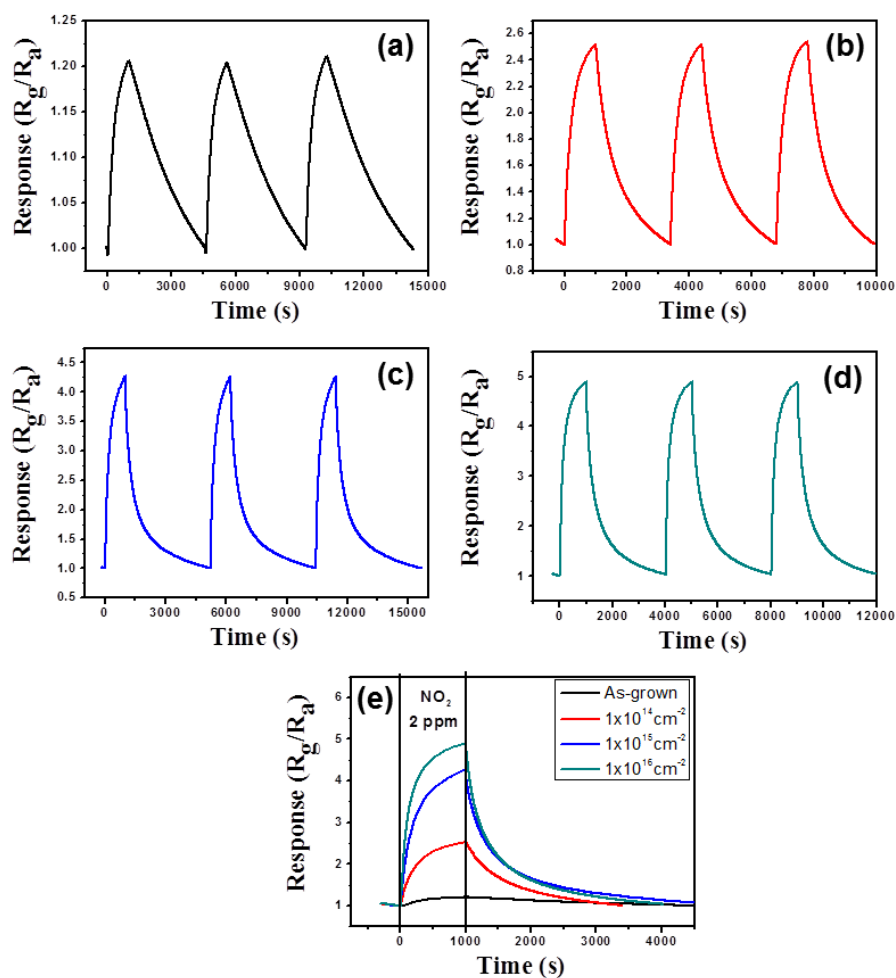 (a)
Response (Rg/Ra)
1.25
1.20
1.15
1.10
1.05
1.00
0 3000 6000 9000 12000 15000
Time (s)
(b)
Response (Rg/Ra)
2.6
2.4
2.2
2.0
1.8
1.6
1.4
1.2
1.0
0.8
0 2000 4000 6000 8000 10000
Time (s)
(c)
Response (Rg/Ra)
4.5
4.0
3.5
3.0
2.5
2.0
1.5
1.0
0.5
0 3000 6000 9000 12000 15000
Time (s)
(d)
Response (Rg/Ra)
5
4
3
2
1
0 2000 4000 6000 8000 10000 12000
Time (s)
(e)
NO2
2 ppm
As-grown
1x10^14cm^-2
1x10^15cm^-2
1x10^16cm^-2
Response (Rg/Ra)
6
5
4
3
2
1
0 1000 2000 3000 4000
Time (s)